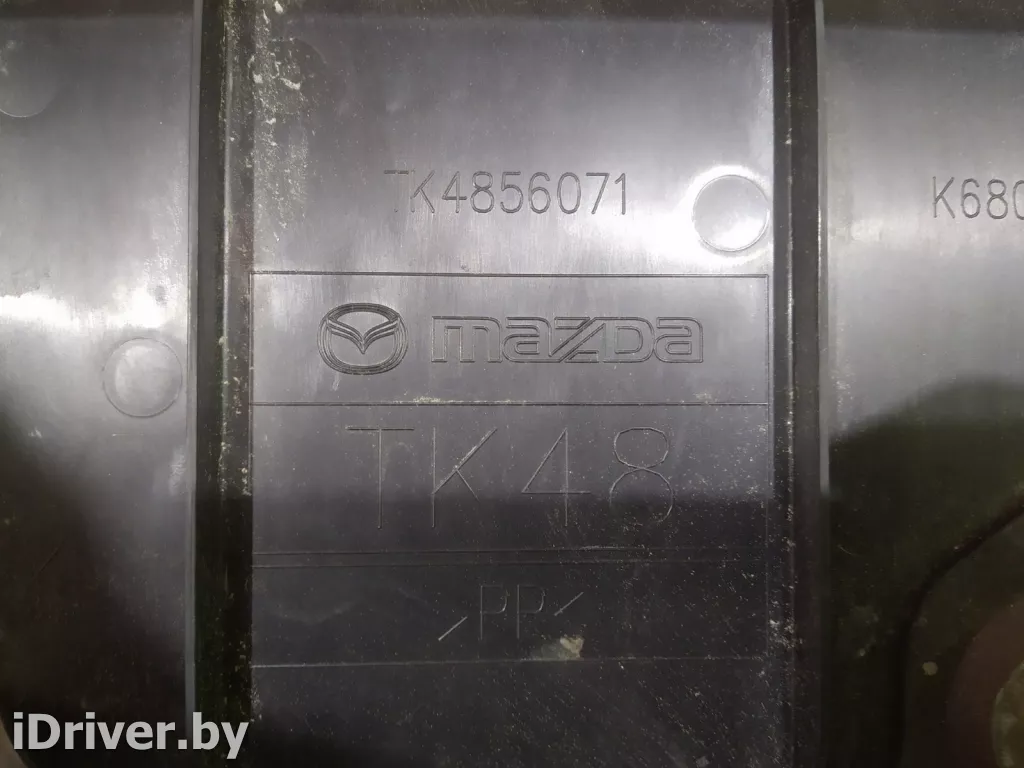 TK4856071
K680
mazda
TK48
>PP<
iDriver.by